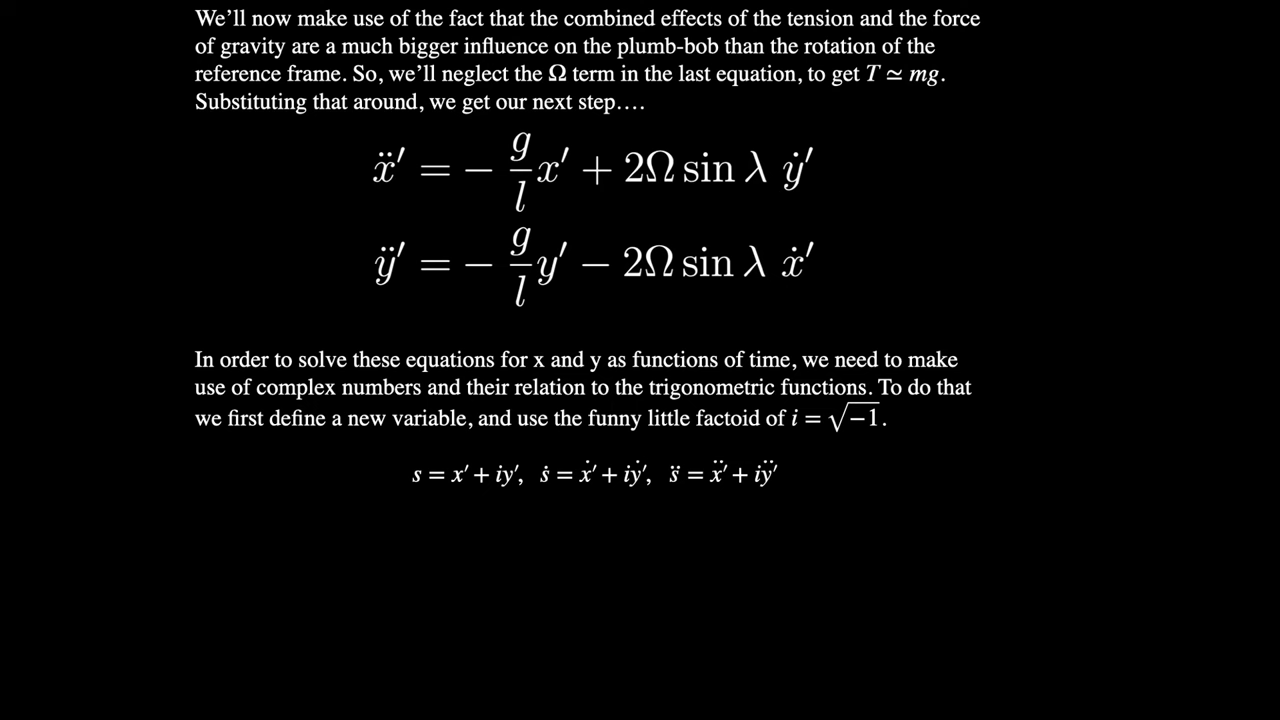 We’ll now make use of the fact that the combined effects of the tension and the force
of gravity are a much bigger influence on the plumb-bob than the rotation of the
reference frame. So, we’ll neglect the Ω term in the last equation, to get T ≃ mg.
Substituting that around, we get our next step….
ẍ′ = − g/l x′ + 2Ω sin λ ẏ′
ÿ′ = − g/l y′ − 2Ω sin λ ẋ′
In order to solve these equations for x and y as functions of time, we need to make
use of complex numbers and their relation to the trigonometric functions. To do that
we first define a new variable, and use the funny little factoid of i = √−1.
s = x′ + iy′, ṡ = ẋ′ + iẏ′, s̈ = ẍ′ + iÿ′